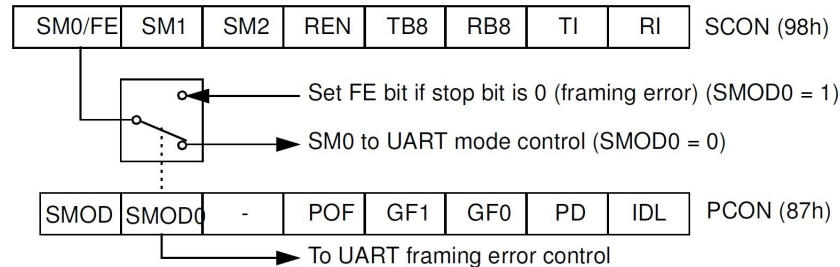 SM0/FE SM1 SM2 REN TB8 RB8 TI RI SCON (98h)
Set FE bit if stop bit is 0 (framing error) (SMOD0 = 1)
SM0 to UART mode control (SMOD0 = 0)
SMOD SMOD0 - POF GF1 GF0 PD IDL PCON (87h)
To UART framing error control